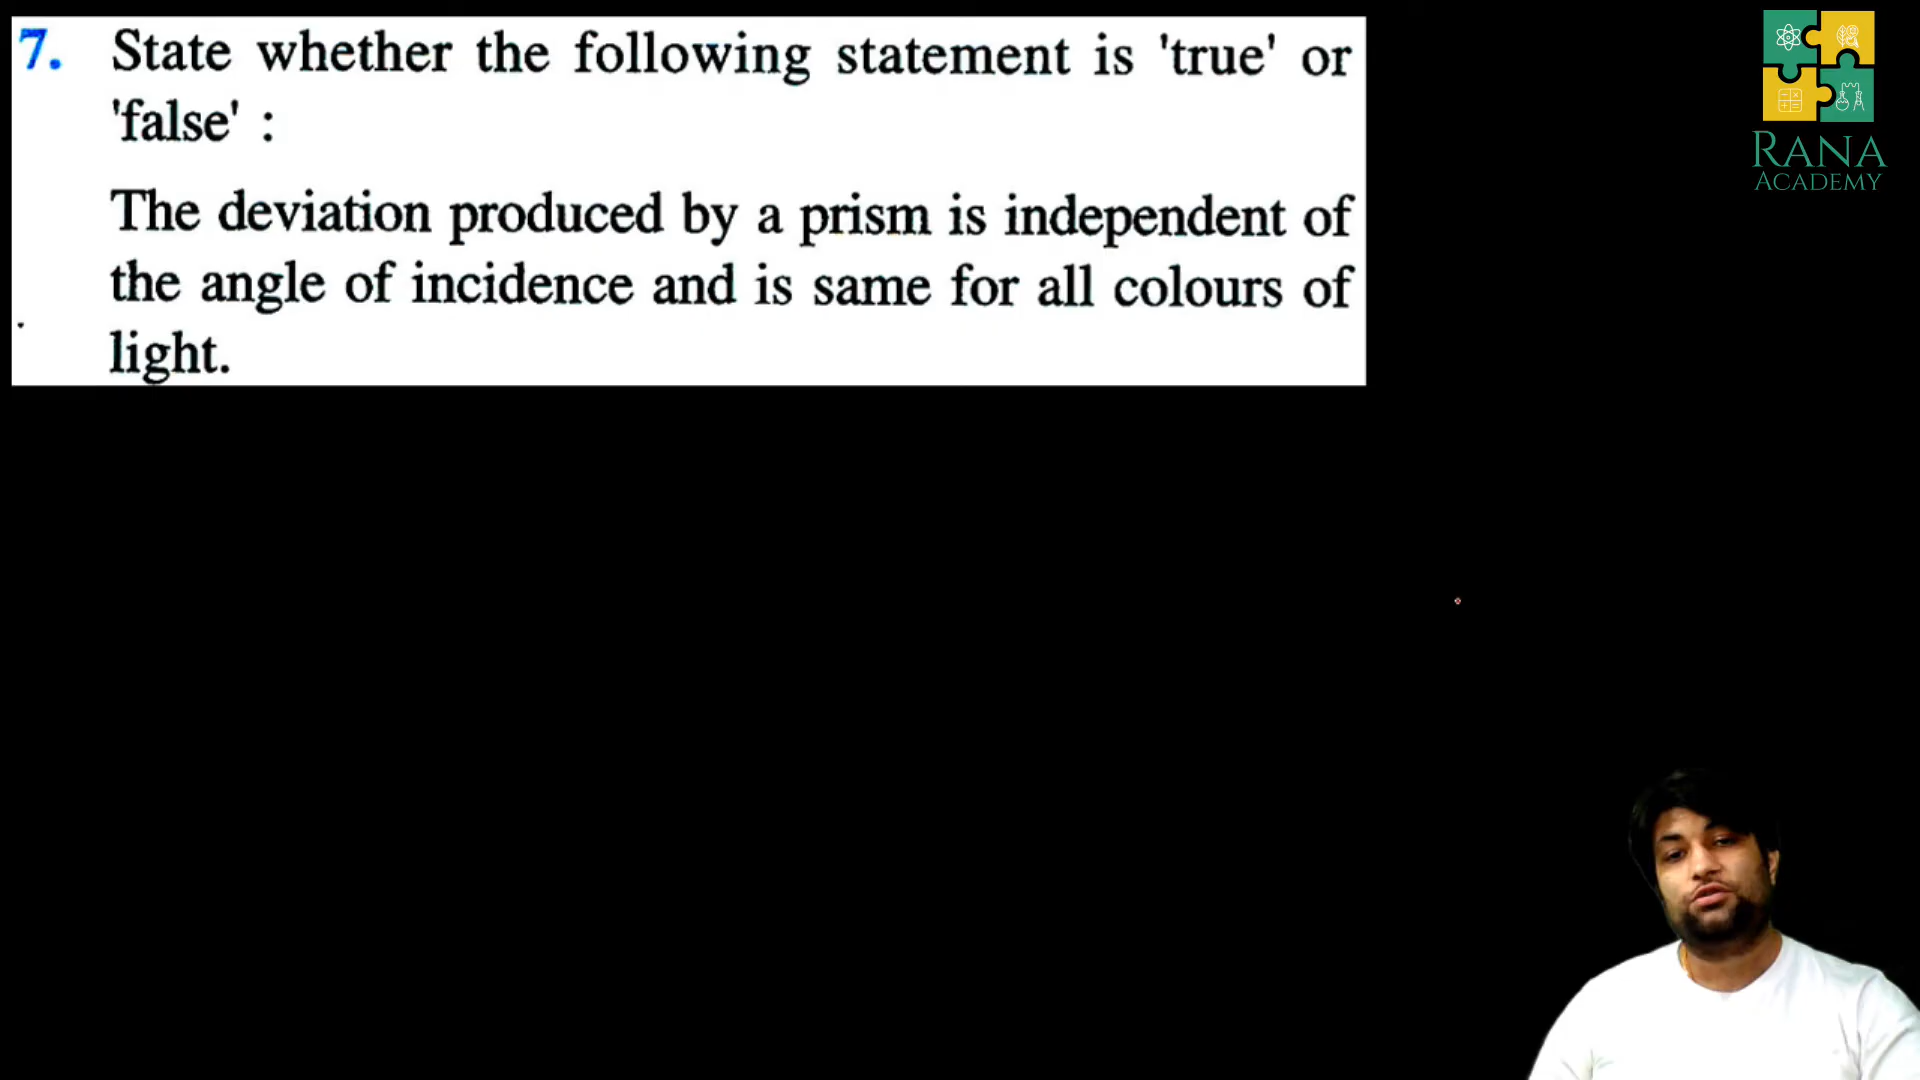 7. State whether the following statement is 'true' or
'false' :
The deviation produced by a prism is independent of
the angle of incidence and is same for all colours of
light.
RANA
ACADEMY